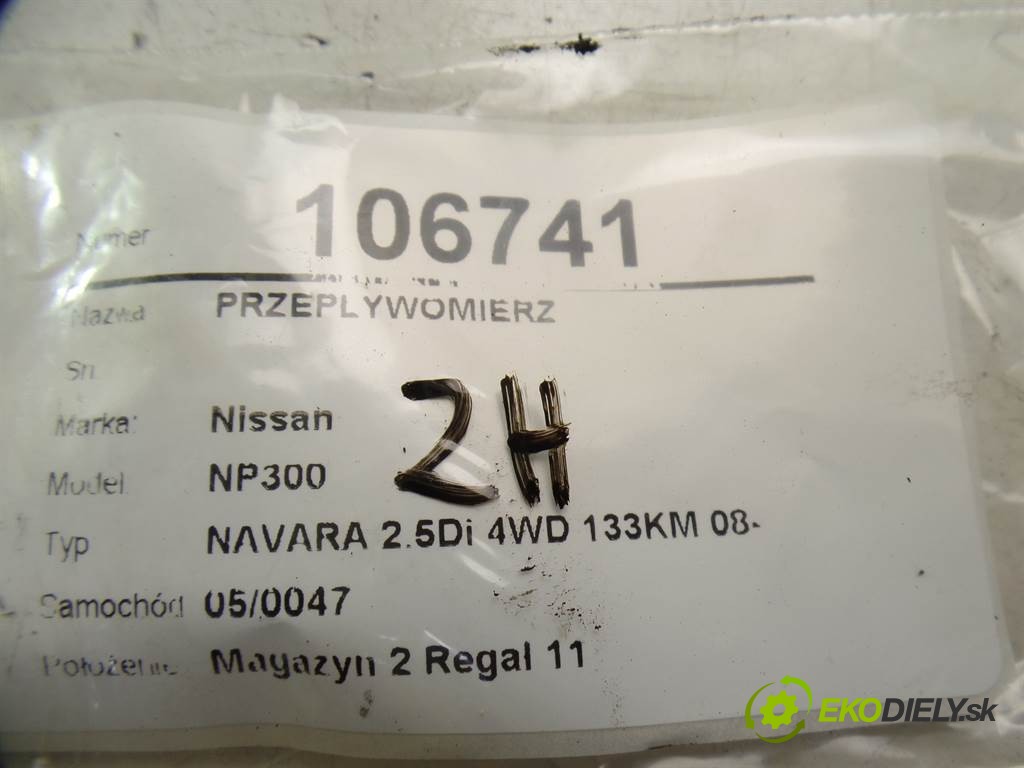 Numer 106741
Nazwa PRZEPLYWOMIERZ
Sn
Marka: Nissan
Model NP300
ZH
Typ NAVARA 2.5Di 4WD 133KM 08-
Samochód 05/0047
Położenie Magazyn 2 Regal 11
EKODIELY.sk